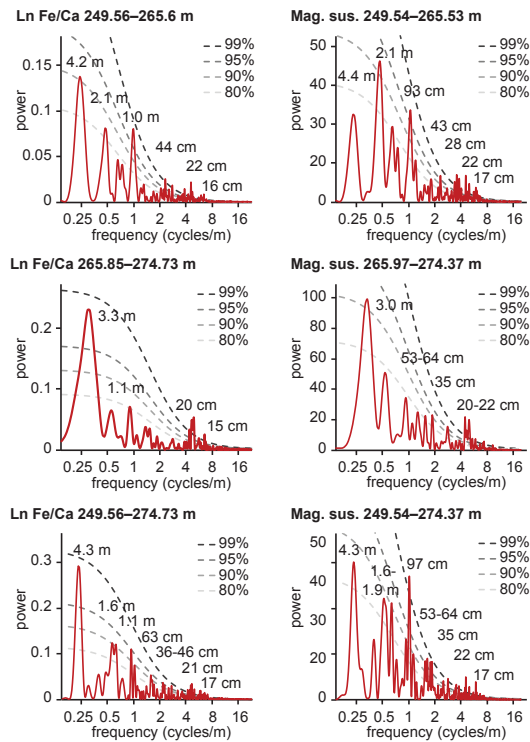 Ln Fe/Ca 249.56–265.6 m
99%
95%
90%
80%
4.2 m
2.1 m
1.0 m
44 cm
22 cm
16 cm
power
0.15
0.1
0.05
0
0.25 0.5 1 2 4 8 16
frequency (cycles/m)
Mag. sus. 249.54–265.53 m
99%
95%
90%
80%
2.1 m
4.4 m
93 cm
43 cm
28 cm
22 cm
17 cm
power
50
40
30
20
10
0
0.25 0.5 1 2 4 8 16
frequency (cycles/m)
Ln Fe/Ca 265.85–274.73 m
99%
95%
90%
80%
3.3 m
1.1 m
20 cm
15 cm
power
0.2
0.1
0
0.25 0.5 1 2 4 8 16
frequency (cycles/m)
Mag. sus. 265.97–274.37 m
99%
95%
90%
80%
3.0 m
53-64 cm
35 cm
20-22 cm
power
100
80
60
40
20
0
0.25 0.5 1 2 4 8 16
frequency (cycles/m)
Ln Fe/Ca 249.56–274.73 m
99%
95%
90%
80%
4.3 m
1.6 m
1.1 m
63 cm
36-46 cm
21 cm
17 cm
power
0.3
0.2
0.1
0
0.25 0.5 1 2 4 8 16
frequency (cycles/m)
Mag. sus. 249.54–274.37 m
99%
95%
90%
80%
4.3 m
1.6-
1.9 m
97 cm
53-64 cm
35 cm
22 cm
17 cm
power
50
40
30
20
10
0
0.25 0.5 1 2 4 8 16
frequency (cycles/m)